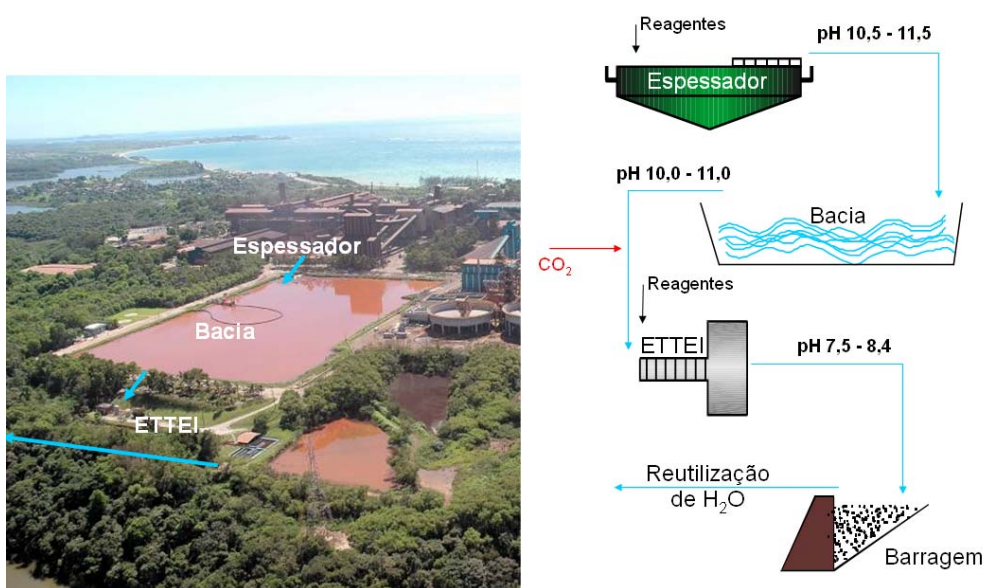 Espessador
Bacia
ETTEI
Reagentes
pH 10,5 - 11,5
Espessador
pH 10,0 - 11,0
Bacia
CO₂
Reagentes
ETTEI
pH 7,5 - 8,4
Reutilização
de H₂O
Barragem